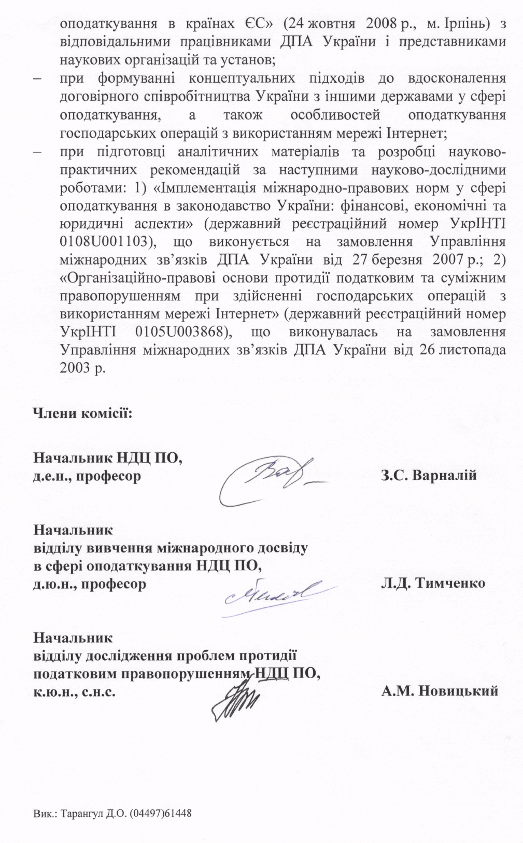 оподаткування в країнах ЄС» (24 жовтня 2008 р., м. Ірпінь) з
відповідальними працівниками ДПА України і представниками
наукових організацій та установ;
– при формуванні концептуальних підходів до вдосконалення
договірного співробітництва України з іншими державами у сфері
оподаткування, а також особливостей оподаткування
господарських операцій з використанням мережі Інтернет;
– при підготовці аналітичних матеріалів та розробці науково-
практичних рекомендацій за наступними науково-дослідними
роботами: 1) «Імплементація міжнародно-правових норм у сфері
оподаткування в законодавство України: фінансові, економічні та
юридичні аспекти» (державний реєстраційний номер УкрІНТІ
0108U001103), що виконується на замовлення Управління
міжнародних зв’язків ДПА України від 27 березня 2007 р.; 2)
«Організаційно-правові основи протидії податковим та суміжним
правопорушенням при здійсненні господарських операцій з
використанням мережі Інтернет» (державний реєстраційний номер
УкрІНТІ 0105U003868), що виконувалась на замовлення
Управління міжнародних зв’язків ДПА України від 26 листопада
2003 р.
Члени комісії:
Начальник НДЦ ПО,
д.е.н., професор З.С. Варналій
Начальник
відділу вивчення міжнародного досвіду
в сфері оподаткування НДЦ ПО,
д.ю.н., професор Л.Д. Тимченко
Начальник
відділу дослідження проблем протидії
податковим правопорушенням НДЦ ПО,
к.ю.н., с.н.с. А.М. Новицький
Вик.: Тарангул Д.О. (04497)61448